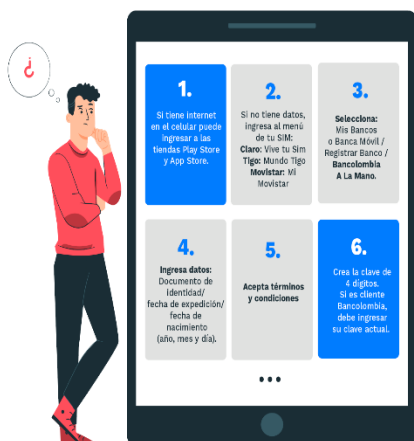 ¿
1.
Si tiene internet
en el celular puede
ingresar a las
tiendas Play Store
y App Store.
2.
Si no tiene datos,
ingresa al menú
de tu SIM:
Claro: Vive tu Sim
Tigo: Mundo Tigo
Movistar: Mi
Movistar
3.
Selecciona:
Mis Bancos
o Banca Móvil /
Registrar Banco /
Bancolombia
A La Mano.
4.
Ingresa datos:
Documento de
identidad/
fecha de expedición/
fecha de
nacimiento
(año, mes y día).
5.
Acepta términos
y condiciones
6.
Crea la clave de
4 dígitos.
Si es cliente
Bancolombia,
debe ingresar
su clave actual.
...